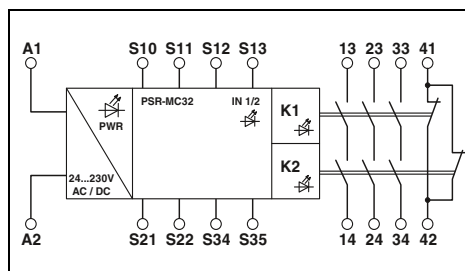 A1 S10 S11 S12 S13 13 23 33 41
PSR-MC32 IN 1/2
PWR
K1
K2
24...230V
AC / DC
A2 S21 S22 S34 S35 14 24 34 42